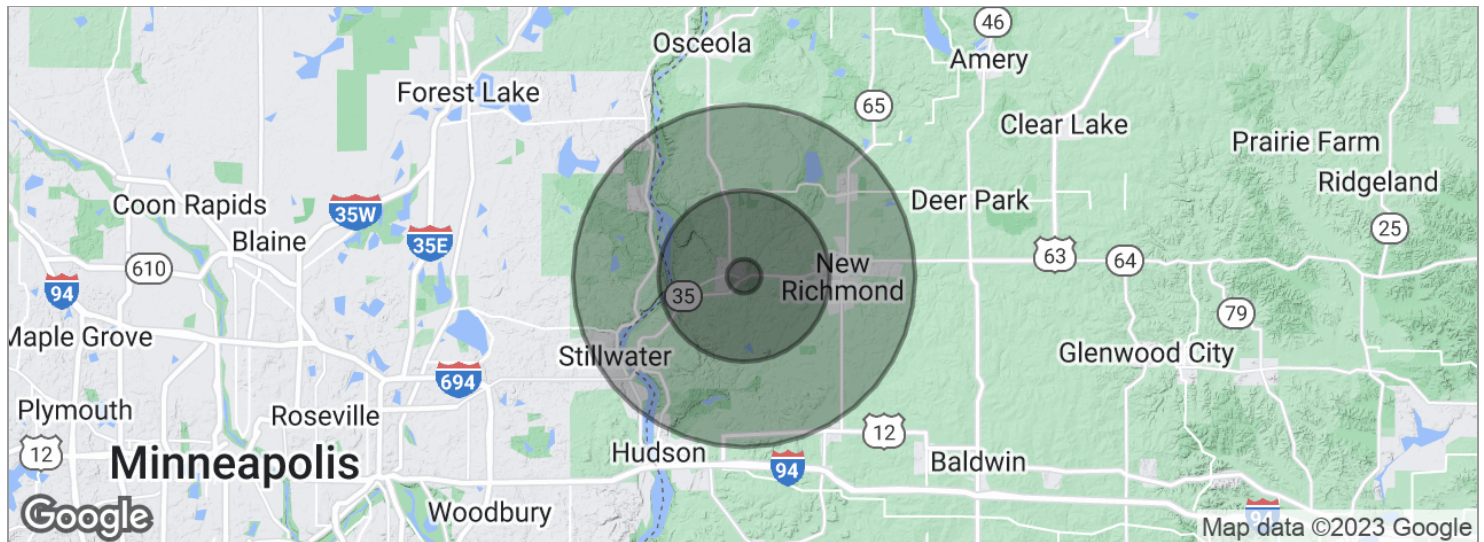 46
Osceola
Amery
Forest Lake
65
Clear Lake
Prairie Farm
Ridgeland
Deer Park
Coon Rapids
35W
25
Blaine
35E
63
64
610
New
Richmond
94
35
79
Maple Grove
Stillwater
Glenwood City
694
Plymouth
Roseville
12
12
Hudson
Minneapolis
94
Baldwin
Woodbury
94
Google
Map data ©2023 Google